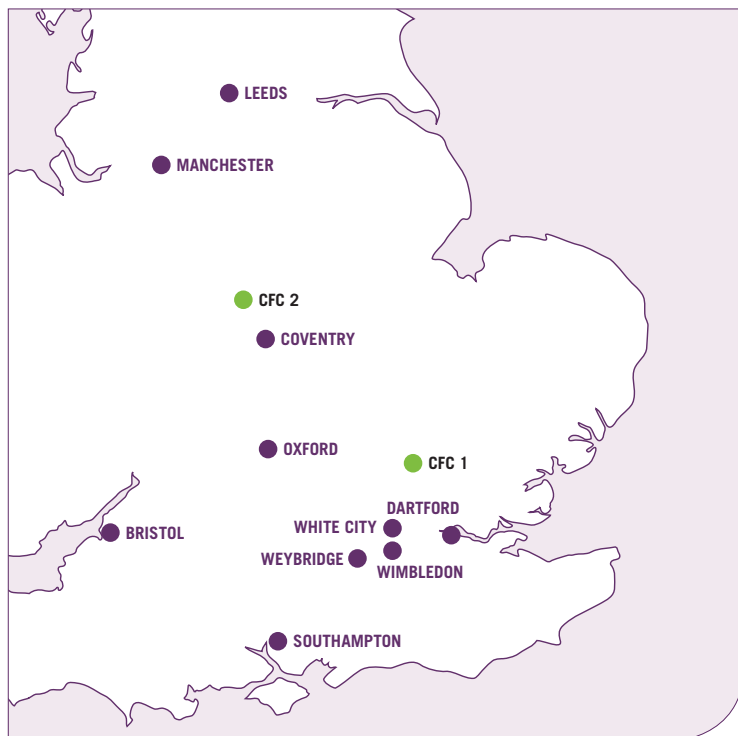 LEEDS
MANCHESTER
CFC 2
COVENTRY
OXFORD
CFC 1
DARTFORD
WHITE CITY
BRISTOL
WEYBRIDGE
WIMBLEDON
SOUTHAMPTON